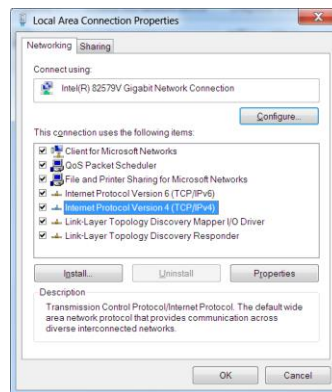 Local Area Connection Properties
Networking
Sharing
Connect using:
Intel(R) 82579V Gigabit Network Connection
Configure...
This connection uses the following items:
Client for Microsoft Networks
QoS Packet Scheduler
File and Printer Sharing for Microsoft Networks
Internet Protocol Version 6 (TCP/IPv6)
Internet Protocol Version 4 (TCP/IPv4)
Link-Layer Topology Discovery Mapper I/O Driver
Link-Layer Topology Discovery Responder
Install...
Uninstall
Properties
Description
Transmission Control Protocol/Internet Protocol. The default wide
area network protocol that provides communication across
diverse interconnected networks.
OK
Cancel